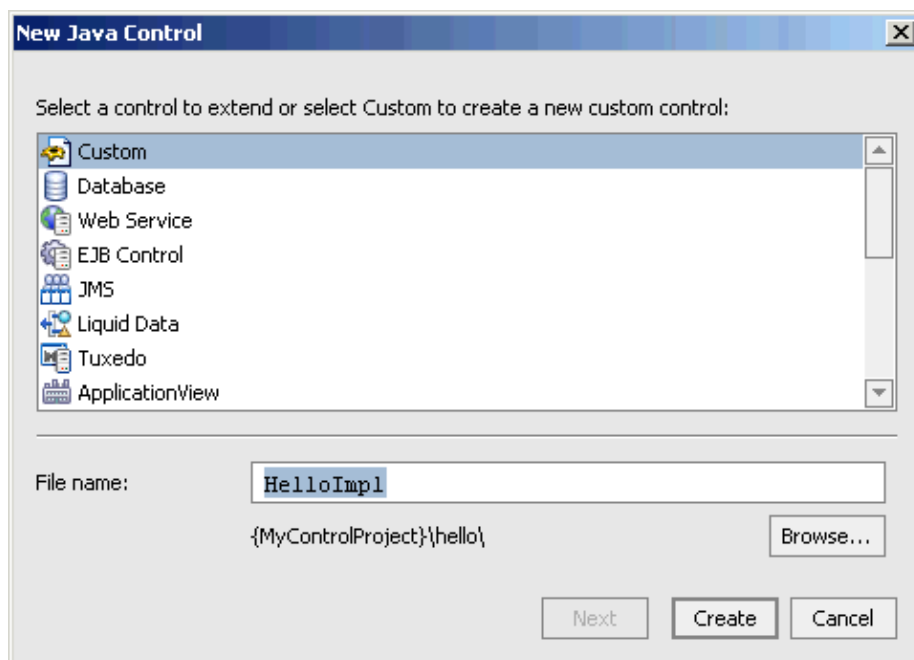 New Java Control
Select a control to extend or select Custom to create a new custom control:
Custom
Database
Web Service
EJB Control
JMS
Liquid Data
Tuxedo
ApplicationView
File name:
HelloImpl
{MyControlProject}\hello\
Browse...
Next
Create
Cancel